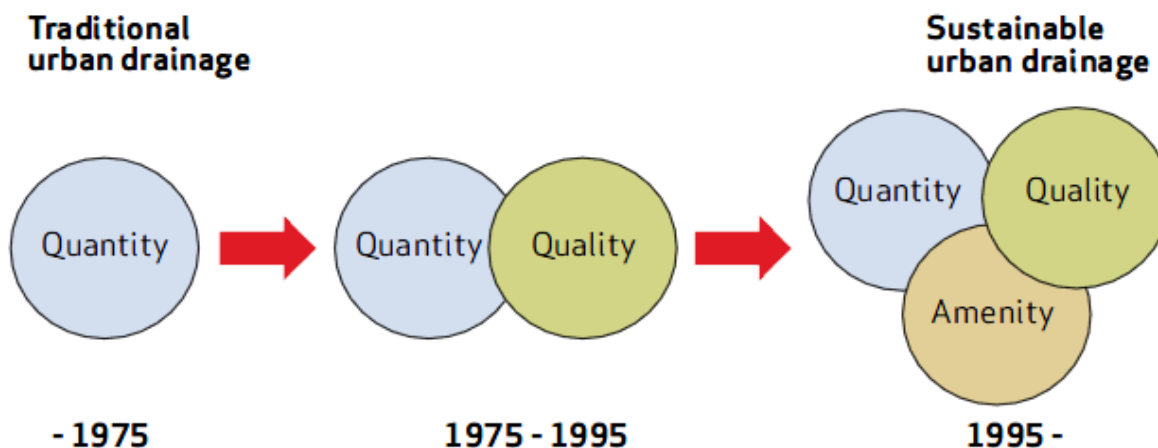 Traditional
urban drainage
Sustainable
urban drainage
Quantity
Quantity
Quality
Quantity
Quality
Amenity
- 1975
1975 - 1995
1995 -